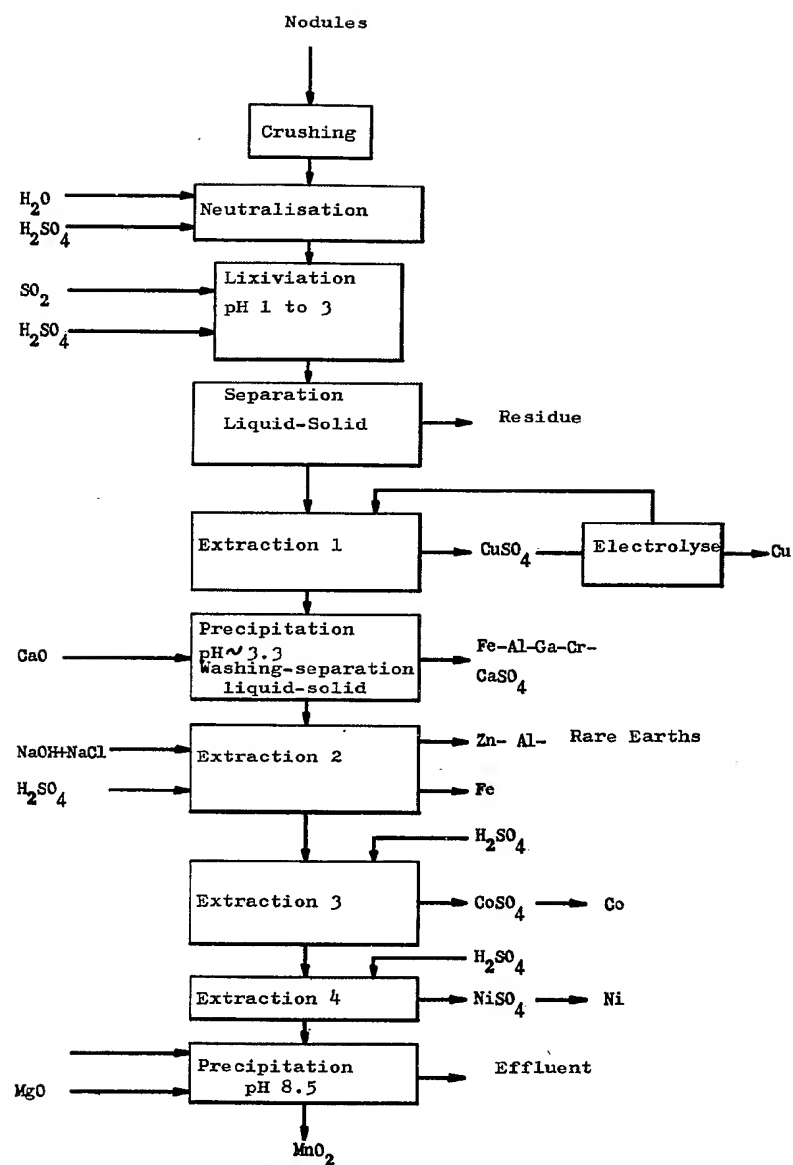 Nodules
Crushing
H₂O
Neutralisation
H₂SO₄
Lixiviation
SO₂
pH 1 to 3
H₂SO₄
Separation
Liquid-Solid
Residue
Extraction 1
CuSO₄
Electrolyse
Cu
Precipitation
pH~3.3
CaO
Washing-separation
liquid-solid
Fe-Al-Ga-Cr-
CaSO₄
Zn- Al- Rare Earths
NaOH+NaCl
Extraction 2
H₂SO₄
Fe
H₂SO₄
Extraction 3
CoSO₄
Co
H₂SO₄
Extraction 4
NiSO₄
Ni
Precipitation
pH 8.5
Effluent
MgO
MnO₂